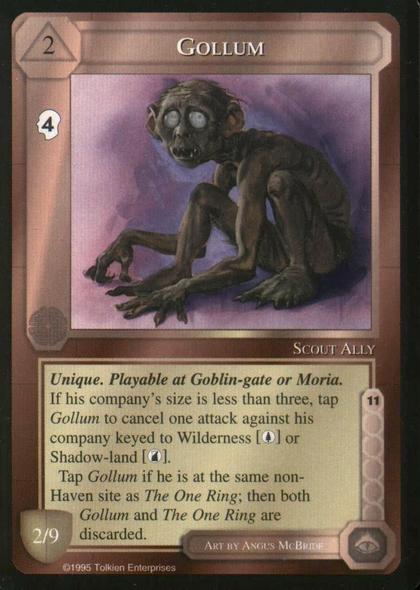 2
GOLLUM
4
SCOUT ALLY
Unique. Playable at Goblin-gate or Moria.
If his company's size is less than three, tap
Gollum to cancel one attack against his
company keyed to Wilderness [] or
Shadow-land [].
Tap Gollum if he is at the same non-
Haven site as The One Ring; then both
Gollum and The One Ring are
discarded.
11
2/9
ART BY ANGUS MCBRIDE
©1995 Tolkien Enterprises